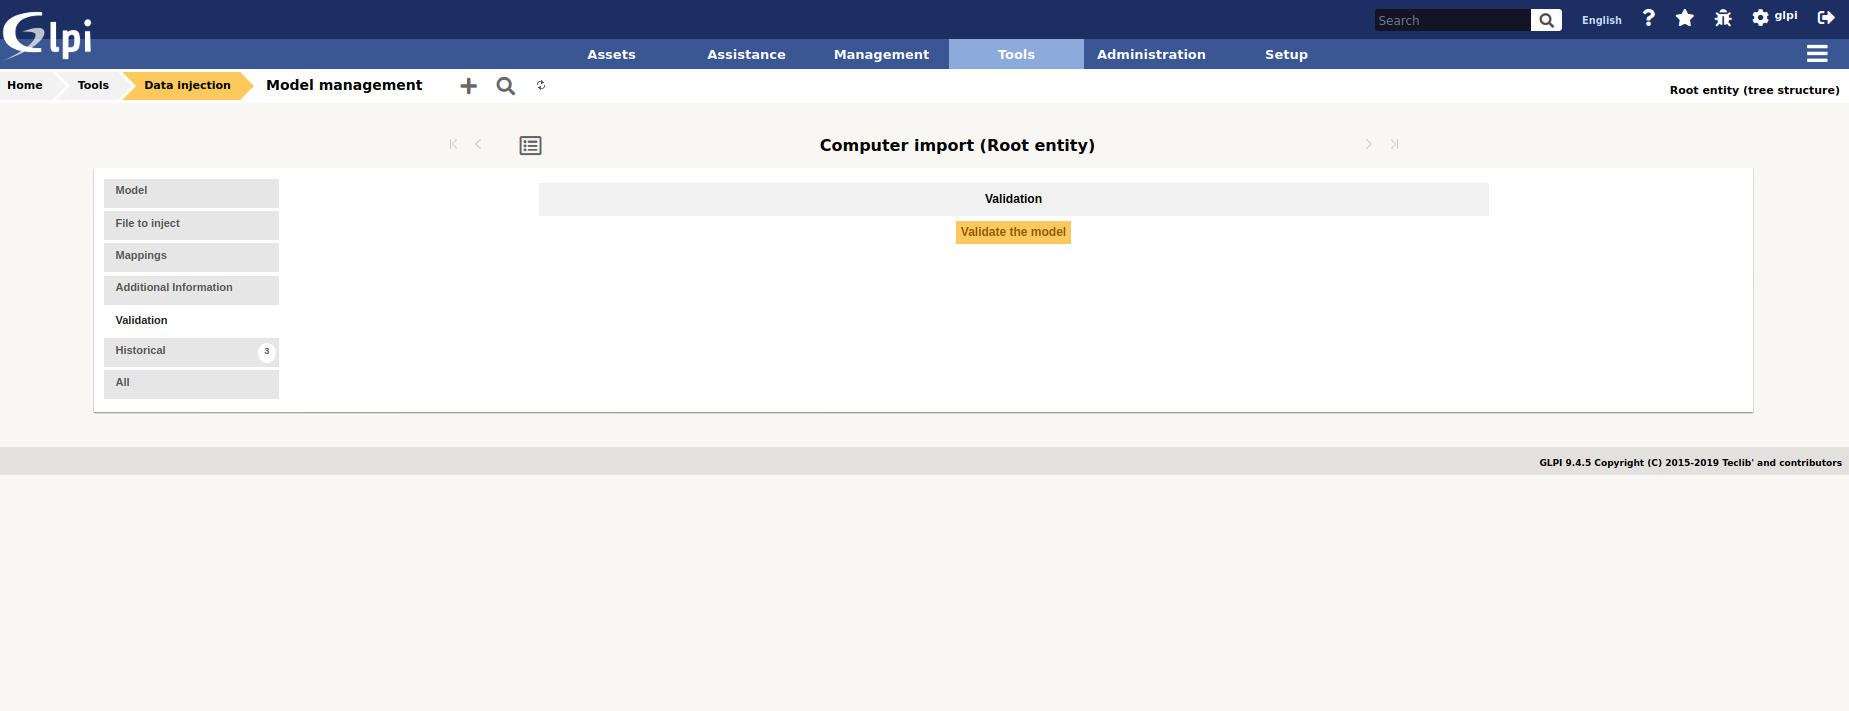 Glpi
Search
English
glpi
Assets
Assistance
Management
Tools
Administration
Setup
Home
Tools
Data injection
Model management
Root entity (tree structure)
Computer import (Root entity)
Model
File to inject
Mappings
Additional Information
Validation
Historical
3
All
Validation
Validate the model
GLPI 9.4.5 Copyright (C) 2015-2019 Teclib' and contributors